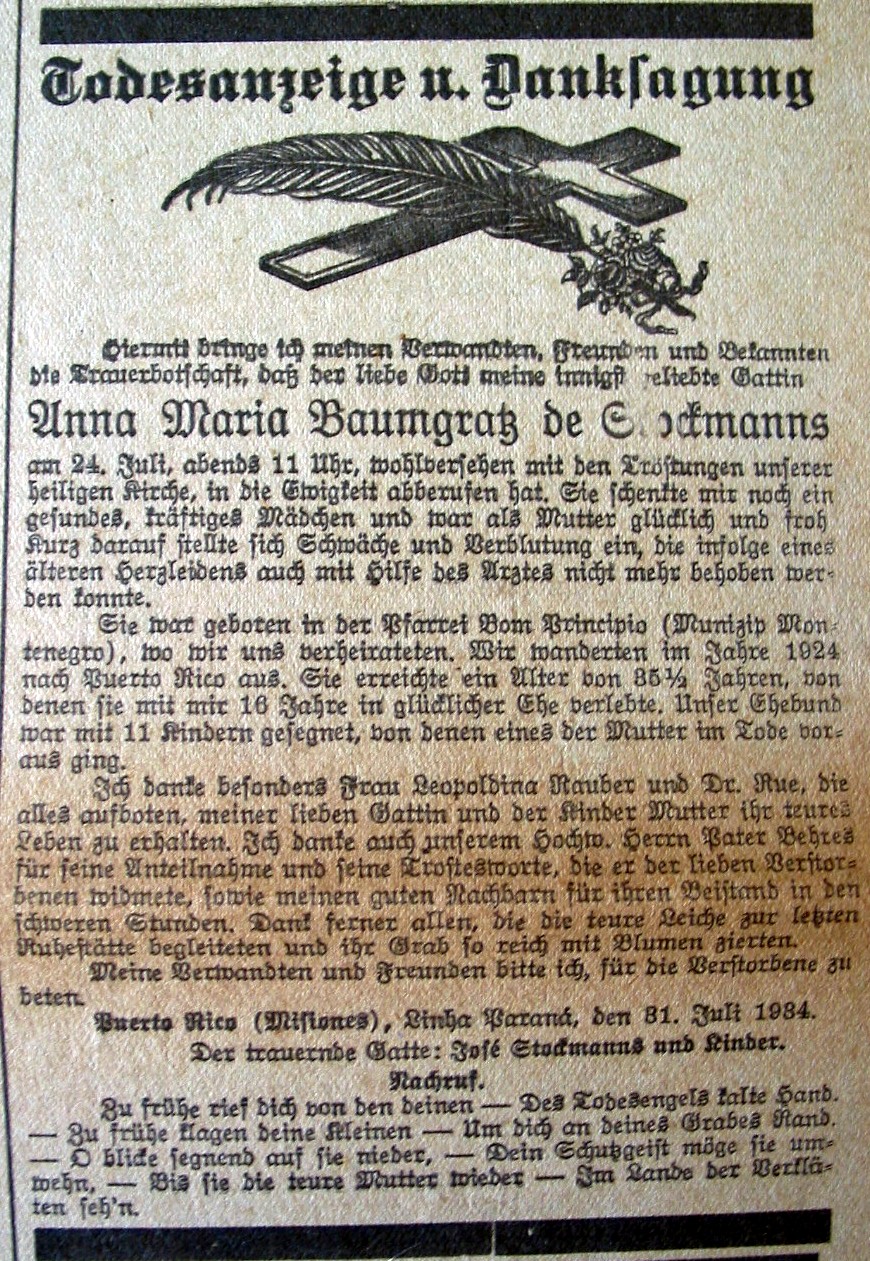 Todesanzeige u. Danksagung
Hiermit bringe ich meinen Verwandten, Freunden und Bekannten
die Trauerbotschaft, daß der liebe Gott meine innigst geliebte Gattin
Anna Maria Baumgratz de Stockmanns
am 24. Juli, abends 11 Uhr, wohlversehen mit den Tröstungen unserer
heiligen Kirche, in die Ewigkeit abberufen hat. Sie schenkte mir noch ein
gesundes, kräftiges Mädchen und war als Mutter glücklich und froh
Kurz darauf stellte sich Schwäche und Verblutung ein, die infolge eines
älteren Herzleidens auch mit Hilfe des Arztes nicht mehr behoben wer-
den konnte.
Sie war geboren in der Pfarrei Bom Principio (Munizip Mon-
tenegro), wo wir uns verheirateten. Wir wanderten im Jahre 1924
nach Puerto Rico aus. Sie erreichte ein Alter von 35½ Jahren, von
denen sie mit mir 16 Jahre in glücklicher Ehe verlebte. Unser Ehebund
war mit 11 Kindern gesegnet, von denen eines der Mutter im Tode vor-
aus ging.
Ich danke besonders Frau Leopoldina Rauber und Dr. Rue, die
alles aufboten, meiner lieben Gattin und der Kinder Mutter ihr teures
Leben zu erhalten. Ich danke auch unserem Hochw. Herrn Pater Behres
für seine Anteilnahme und seine Trostesworte, die er der lieben Verstor-
benen widmete, sowie meinen guten Nachbarn für ihren Beistand in den
schweren Stunden. Dank ferner allen, die die teure Leiche zur letzten
Ruhestätte begleiteten und ihr Grab so reich mit Blumen zierten.
Meine Verwandten und Freunden bitte ich, für die Verstorbene zu
beten.
Puerto Rico (Misiones), Linha Paraná, den 31. Juli 1934.
Der trauernde Gatte: José Stockmanns und Kinder.
Nachruf.
Zu frühe rief dich von den deinen — Des Todesengels kalte Hand.
— Zu frühe klagen deine Kleinen — Um dich an deines Grabes Rand.
— O blicke segnend auf sie nieder, — Dein Schutzgeist möge sie um-
wehn, — Bis sie die teure Mutter wieder — Im Lande der Verklä-
ten seh'n.